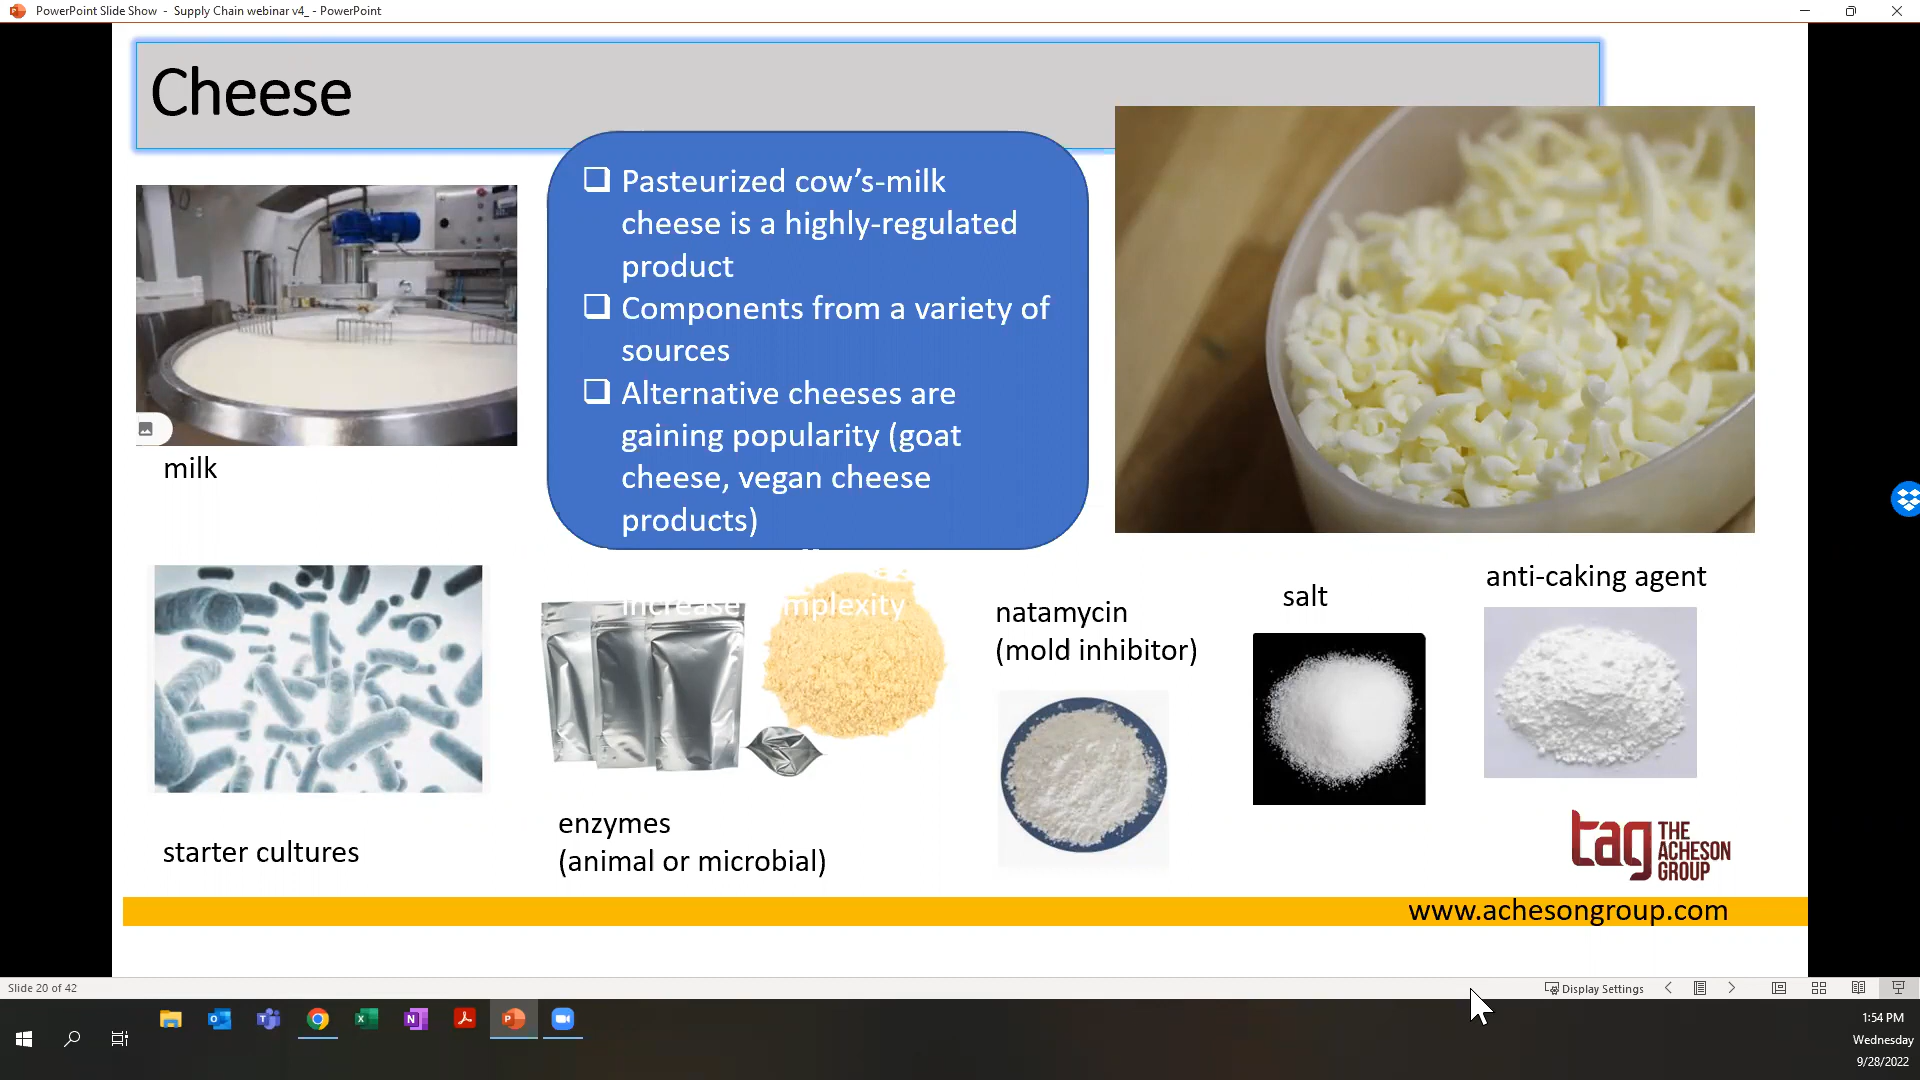 PowerPoint Slide Show - Supply Chain webinar v4_ - PowerPoint
Cheese
Pasteurized cow's-milk
cheese is a highly-regulated
product
Components from a variety of
sources
Alternative cheeses are
gaining popularity (goat
cheese, vegan cheese
products)
complexity
milk
starter cultures
enzymes
(animal or microbial)
natamycin
(mold inhibitor)
salt
anti-caking agent
tag THE
ACHESON
GROUP
www.achesongroup.com
Slide 20 of 42
Display Settings
1:54 PM
Wednesday
9/28/2022